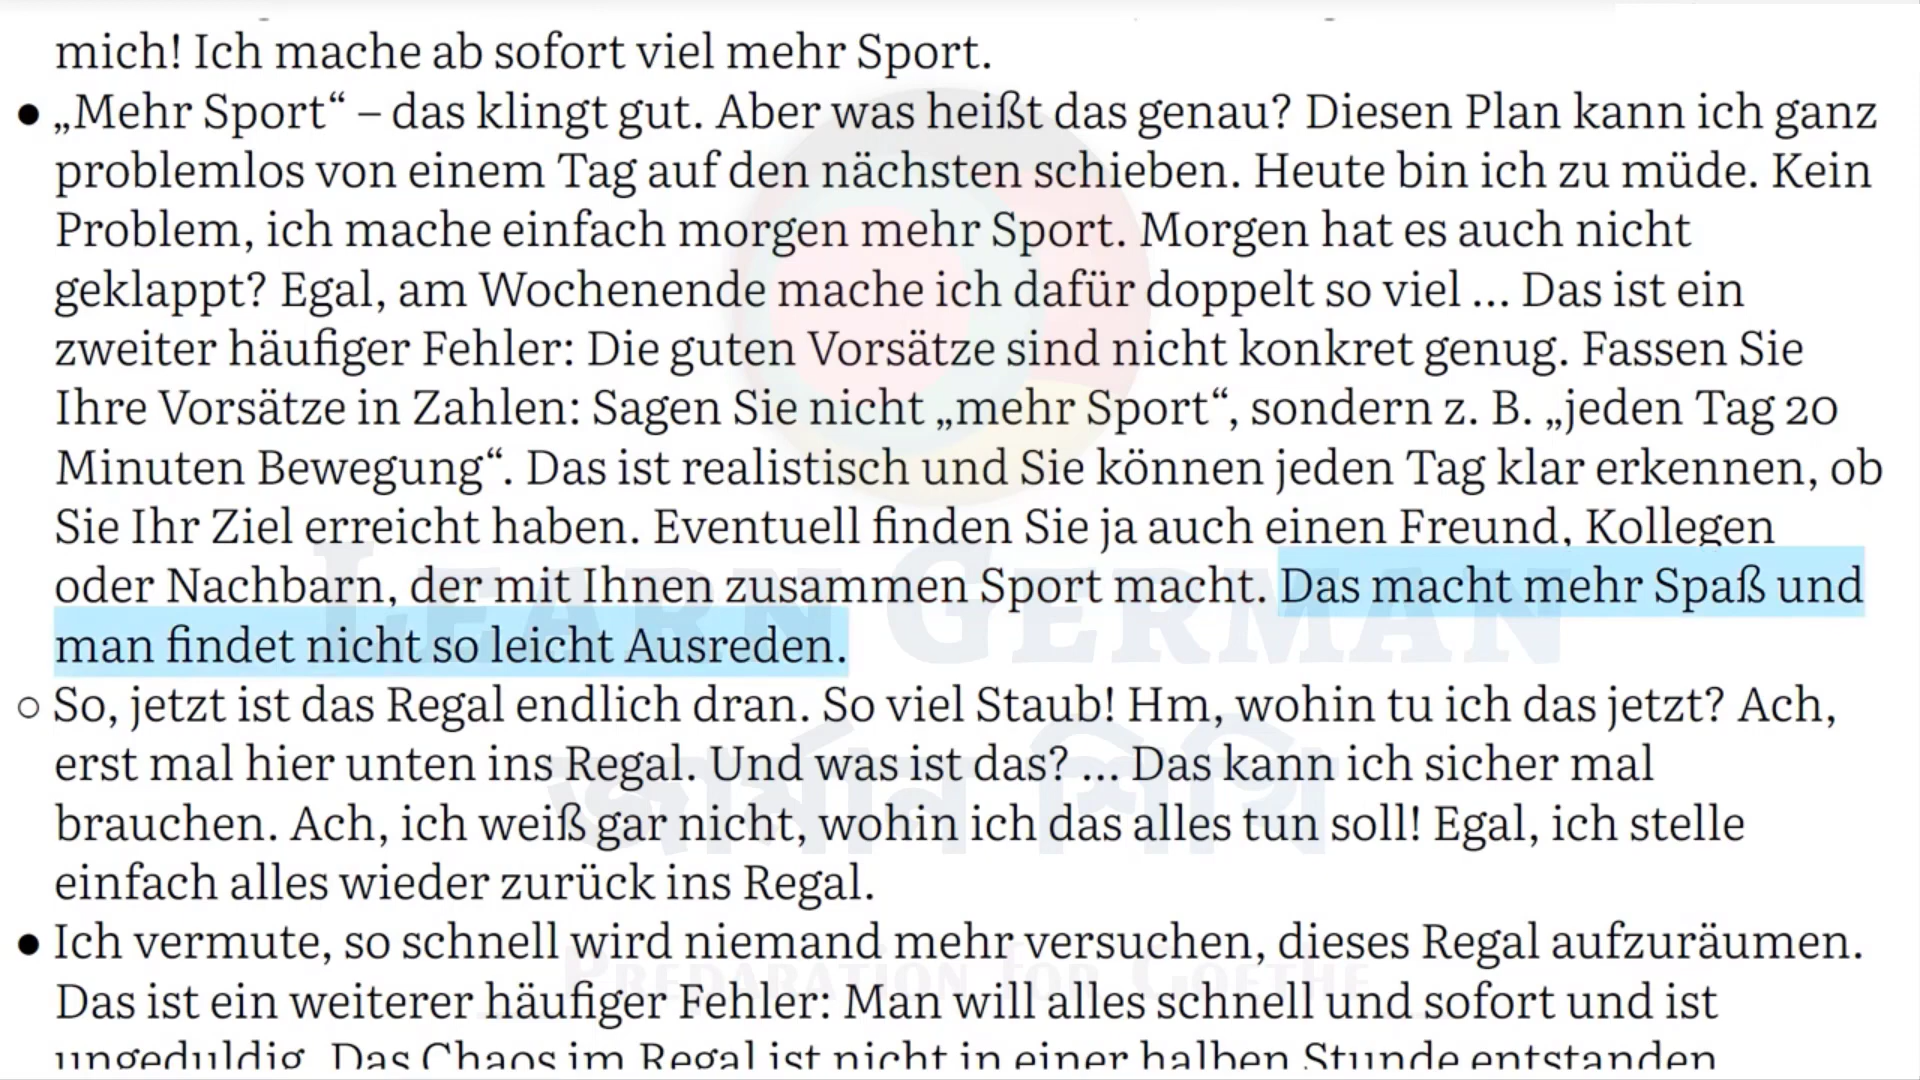 mich! Ich mache ab sofort viel mehr Sport.
● „Mehr Sport“ – das klingt gut. Aber was heißt das genau? Diesen Plan kann ich ganz
problemlos von einem Tag auf den nächsten schieben. Heute bin ich zu müde. Kein
Problem, ich mache einfach morgen mehr Sport. Morgen hat es auch nicht
geklappt? Egal, am Wochenende mache ich dafür doppelt so viel ... Das ist ein
zweiter häufiger Fehler: Die guten Vorsätze sind nicht konkret genug. Fassen Sie
Ihre Vorsätze in Zahlen: Sagen Sie nicht „mehr Sport“, sondern z. B. „jeden Tag 20
Minuten Bewegung“. Das ist realistisch und Sie können jeden Tag klar erkennen, ob
Sie Ihr Ziel erreicht haben. Eventuell finden Sie ja auch einen Freund, Kollegen
oder Nachbarn, der mit Ihnen zusammen Sport macht. Das macht mehr Spaß und
man findet nicht so leicht Ausreden.
○ So, jetzt ist das Regal endlich dran. So viel Staub! Hm, wohin tu ich das jetzt? Ach,
erst mal hier unten ins Regal. Und was ist das? ... Das kann ich sicher mal
brauchen. Ach, ich weiß gar nicht, wohin ich das alles tun soll! Egal, ich stelle
einfach alles wieder zurück ins Regal.
● Ich vermute, so schnell wird niemand mehr versuchen, dieses Regal aufzuräumen.
Das ist ein weiterer häufiger Fehler: Man will alles schnell und sofort und ist
ungeduldig. Das Chaos im Regal ist nicht in einer halben Stunde entstanden
LEARN GERMAN
জার্মান শিখি
PREPARATION FOR GOETHE